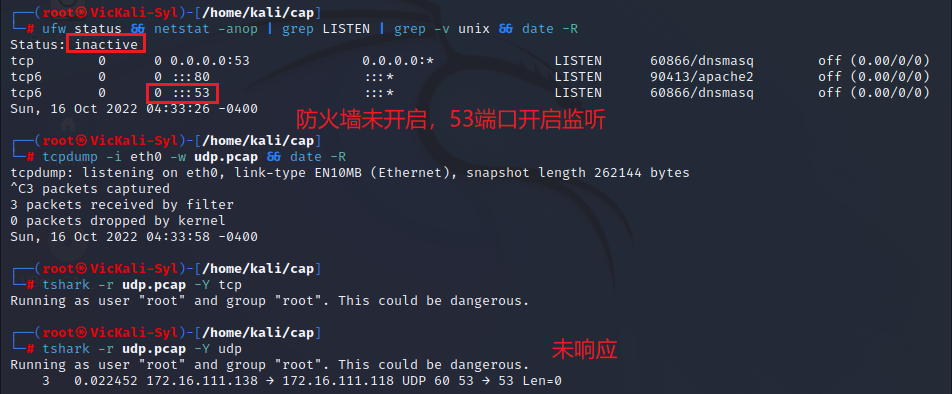 ┌──(root㉿VicKali-Syl)-[/home/kali/cap]
└─# ufw status && netstat -anop | grep LISTEN | grep -v unix && date -R
Status: inactive
tcp        0      0 0.0.0.0:53              0.0.0.0:*               LISTEN      60866/dnsmasq        off (0.00/0/0)
tcp6       0      0 :::80                   :::*                    LISTEN      90413/apache2        off (0.00/0/0)
tcp6       0      0 :::53                   :::*                    LISTEN      60866/dnsmasq        off (0.00/0/0)
Sun, 16 Oct 2022 04:33:26 -0400
防火墙未开启，53端口开启监听
┌──(root㉿VicKali-Syl)-[/home/kali/cap]
└─# tcpdump -i eth0 -w udp.pcap && date -R
tcpdump: listening on eth0, link-type EN10MB (Ethernet), snapshot length 262144 bytes
^C3 packets captured
3 packets received by filter
0 packets dropped by kernel
Sun, 16 Oct 2022 04:33:58 -0400
┌──(root㉿VicKali-Syl)-[/home/kali/cap]
└─# tshark -r udp.pcap -Y tcp
Running as user "root" and group "root". This could be dangerous.
┌──(root㉿VicKali-Syl)-[/home/kali/cap]
└─# tshark -r udp.pcap -Y udp
未响应
Running as user "root" and group "root". This could be dangerous.
    3   0.022452 172.16.111.138 → 172.16.111.118 UDP 60 53 → 53 Len=0